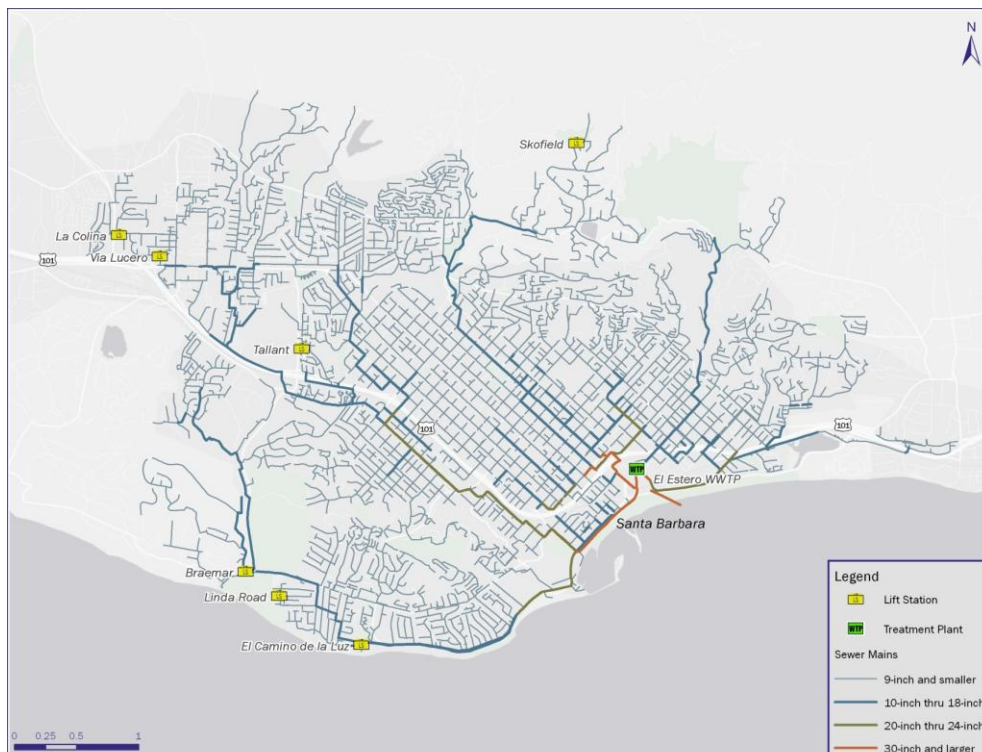 N
Skofield
La Colina
Via Lucero
101
Tallant
101
101
WTP
El Estero WWTP
Santa Barbara
Braemar
Linda Road
El Camino de la Luz
Legend
LS
Lift Station
WTP
Treatment Plant
Sewer Mains
9-inch and smaller
10-inch thru 18-inch
20-inch thru 24-inch
30-inch and larger
0 0.25 0.5 1